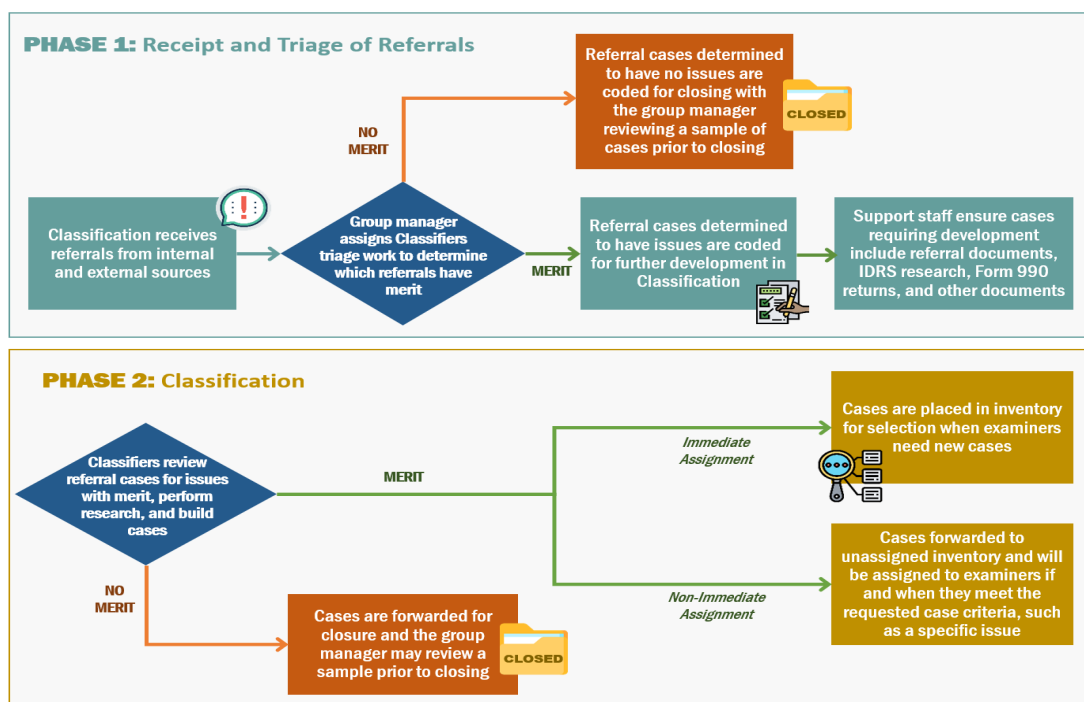 PHASE 1: Receipt and Triage of Referrals
Referral cases determined
to have no issues are
coded for closing with
the group manager
reviewing a sample of
cases prior to closing
CLOSED
NO
MERIT
Classification receives
referrals from internal
and external sources
Group manager
assigns Classifiers
triage work to determine
which referrals have
merit
MERIT
Referral cases determined
to have issues are coded
for further development in
Classification
Support staff ensure cases
requiring development
include referral documents,
IDRS research, Form 990
returns, and other documents
PHASE 2: Classification
Classifiers review
referral cases for issues
with merit, perform
research, and build
cases
MERIT
Immediate
Assignment
Cases are placed in inventory
for selection when examiners
need new cases
Non-Immediate
Assignment
Cases forwarded to
unassigned inventory and will
be assigned to examiners if
and when they meet the
requested case criteria, such
as a specific issue
NO
MERIT
Cases are forwarded for
closure and the group
manager may review a
sample prior to closing
CLOSED